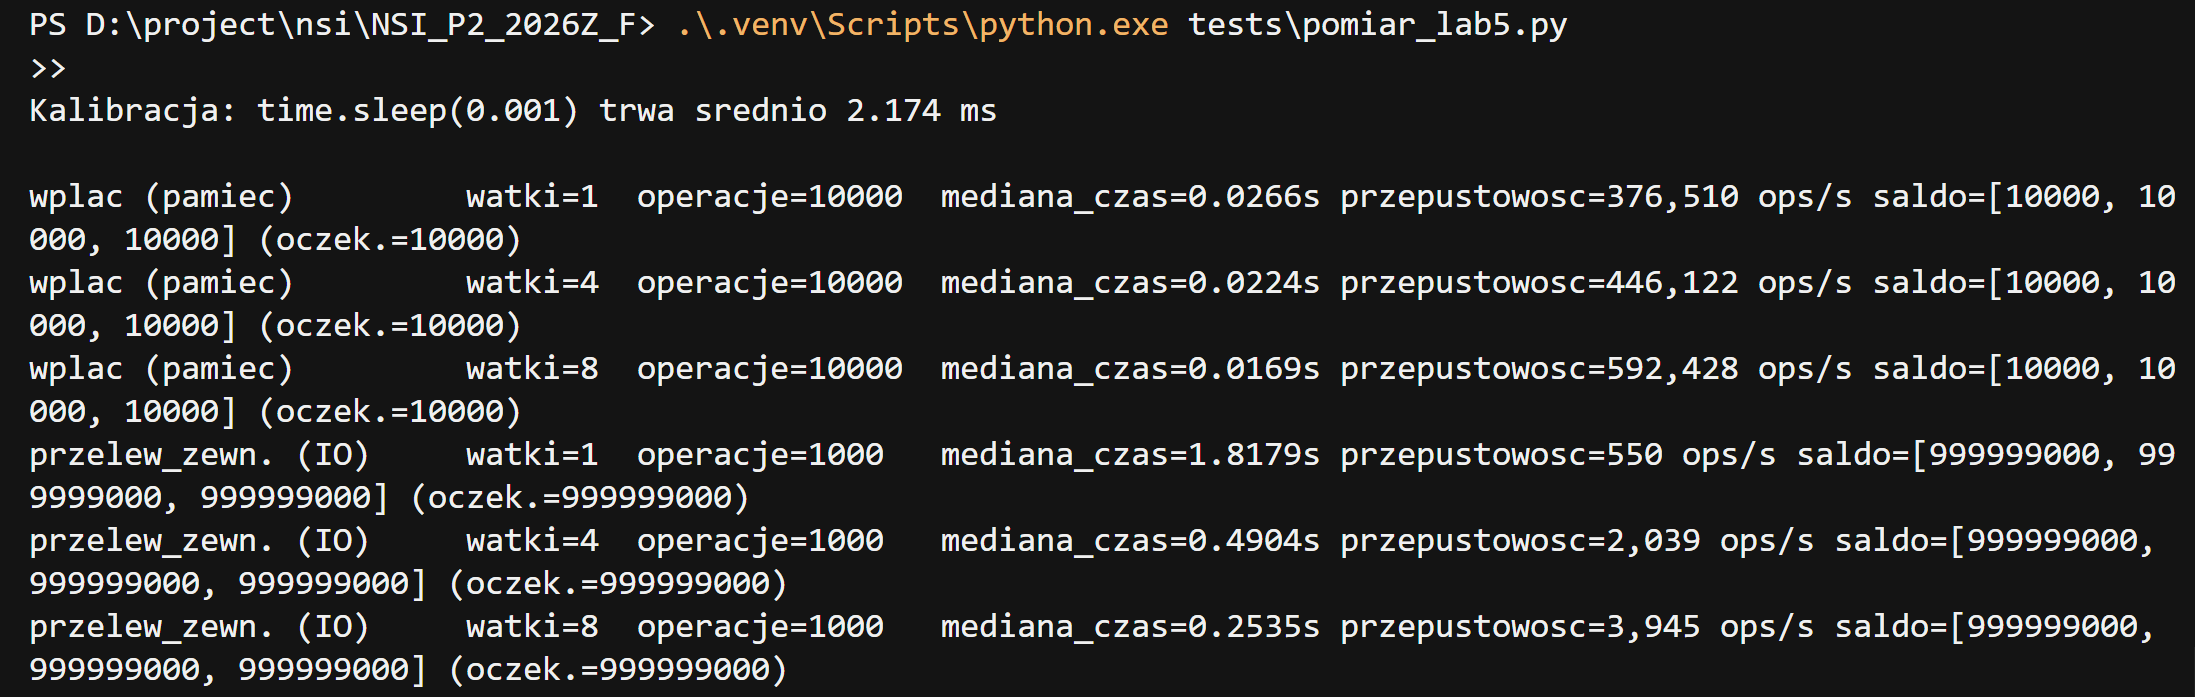 PS D:\project\nsi\NSI_P2_2026Z_F> .\.venv\Scripts\python.exe tests\pomiar_lab5.py
>>
Kalibracja: time.sleep(0.001) trwa srednio 2.174 ms
wplac (pamiec)         watki=1  operacje=10000  mediana_czas=0.0266s przepustowosc=376,510 ops/s saldo=[10000, 10
000, 10000] (oczek.=10000)
wplac (pamiec)         watki=4  operacje=10000  mediana_czas=0.0224s przepustowosc=446,122 ops/s saldo=[10000, 10
000, 10000] (oczek.=10000)
wplac (pamiec)         watki=8  operacje=10000  mediana_czas=0.0169s przepustowosc=592,428 ops/s saldo=[10000, 10
000, 10000] (oczek.=10000)
przelew_zewn. (IO)     watki=1  operacje=1000   mediana_czas=1.8179s przepustowosc=550 ops/s saldo=[999999000, 99
9999000, 999999000] (oczek.=999999000)
przelew_zewn. (IO)     watki=4  operacje=1000   mediana_czas=0.4904s przepustowosc=2,039 ops/s saldo=[999999000,
999999000, 999999000] (oczek.=999999000)
przelew_zewn. (IO)     watki=8  operacje=1000   mediana_czas=0.2535s przepustowosc=3,945 ops/s saldo=[999999000,
999999000, 999999000] (oczek.=999999000)